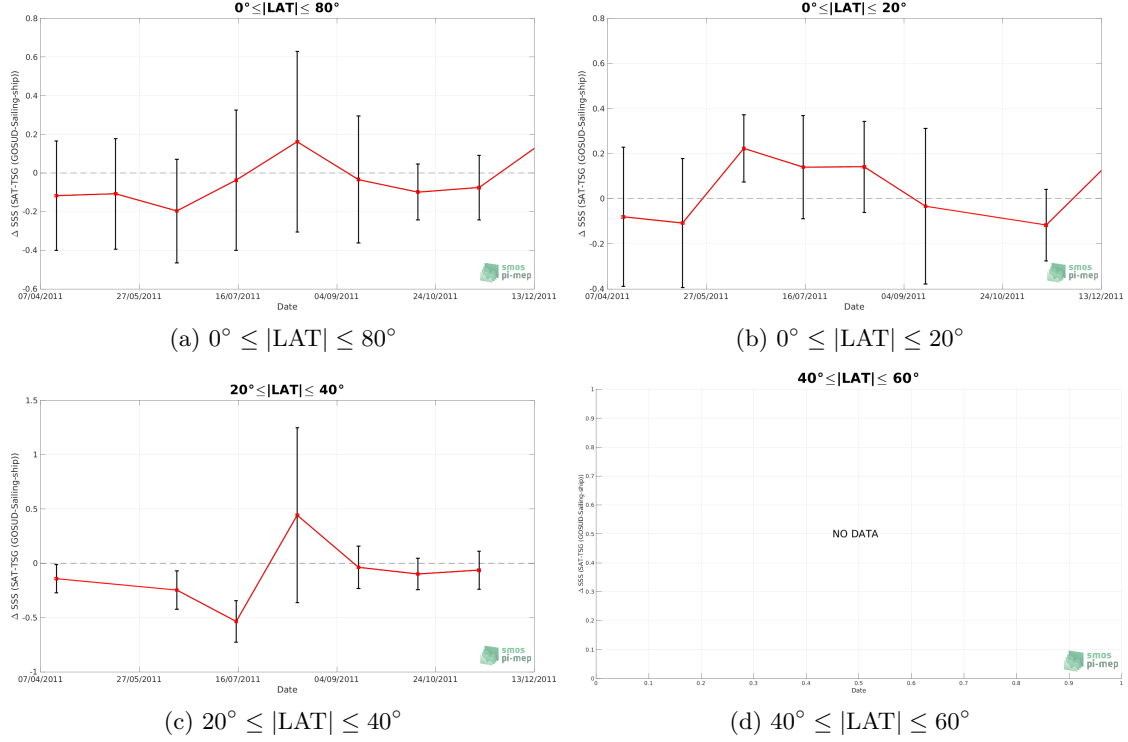 0°≤|LAT|≤ 80°
0.8
0.6
0.4
0.2
0
-0.2
-0.4
-0.6
Δ SSS (SAT-TSG (GOSUD-Sailing-ship))
07/04/2011 27/05/2011 16/07/2011 04/09/2011 24/10/2011 13/12/2011
Date
smos
pi-mep
(a) 0° ≤ |LAT| ≤ 80°
0°≤|LAT|≤ 20°
0.8
0.6
0.4
0.2
0
-0.2
-0.4
Δ SSS (SAT-TSG (GOSUD-Sailing-ship))
07/04/2011 27/05/2011 16/07/2011 04/09/2011 24/10/2011 13/12/2011
Date
smos
pi-mep
(b) 0° ≤ |LAT| ≤ 20°
20°≤|LAT|≤ 40°
1.5
1
0.5
0
-0.5
-1
Δ SSS (SAT-TSG (GOSUD-Sailing-ship))
07/04/2011 27/05/2011 16/07/2011 04/09/2011 24/10/2011 13/12/2011
Date
smos
pi-mep
(c) 20° ≤ |LAT| ≤ 40°
40°≤|LAT|≤ 60°
1
0.9
0.8
0.7
0.6
0.5
0.4
0.3
0.2
0.1
0
Δ SSS (SAT-TSG (GOSUD-Sailing-ship))
NO DATA
0 0.1 0.2 0.3 0.4 0.5 0.6 0.7 0.8 0.9 1
Date
smos
pi-mep
(d) 40° ≤ |LAT| ≤ 60°